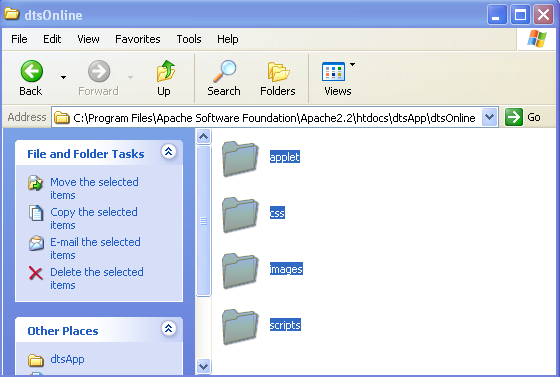 dtsOnline
File Edit View Favorites Tools Help
Back Forward Up Search Folders Views
Address C:\Program Files\Apache Software Foundation\Apache2.2\htdocs\dtsApp\dtsOnline Go
File and Folder Tasks
Move the selected
items
Copy the selected
items
E-mail the selected
items
Delete the selected
items
Other Places
dtsApp
applet
css
images
scripts